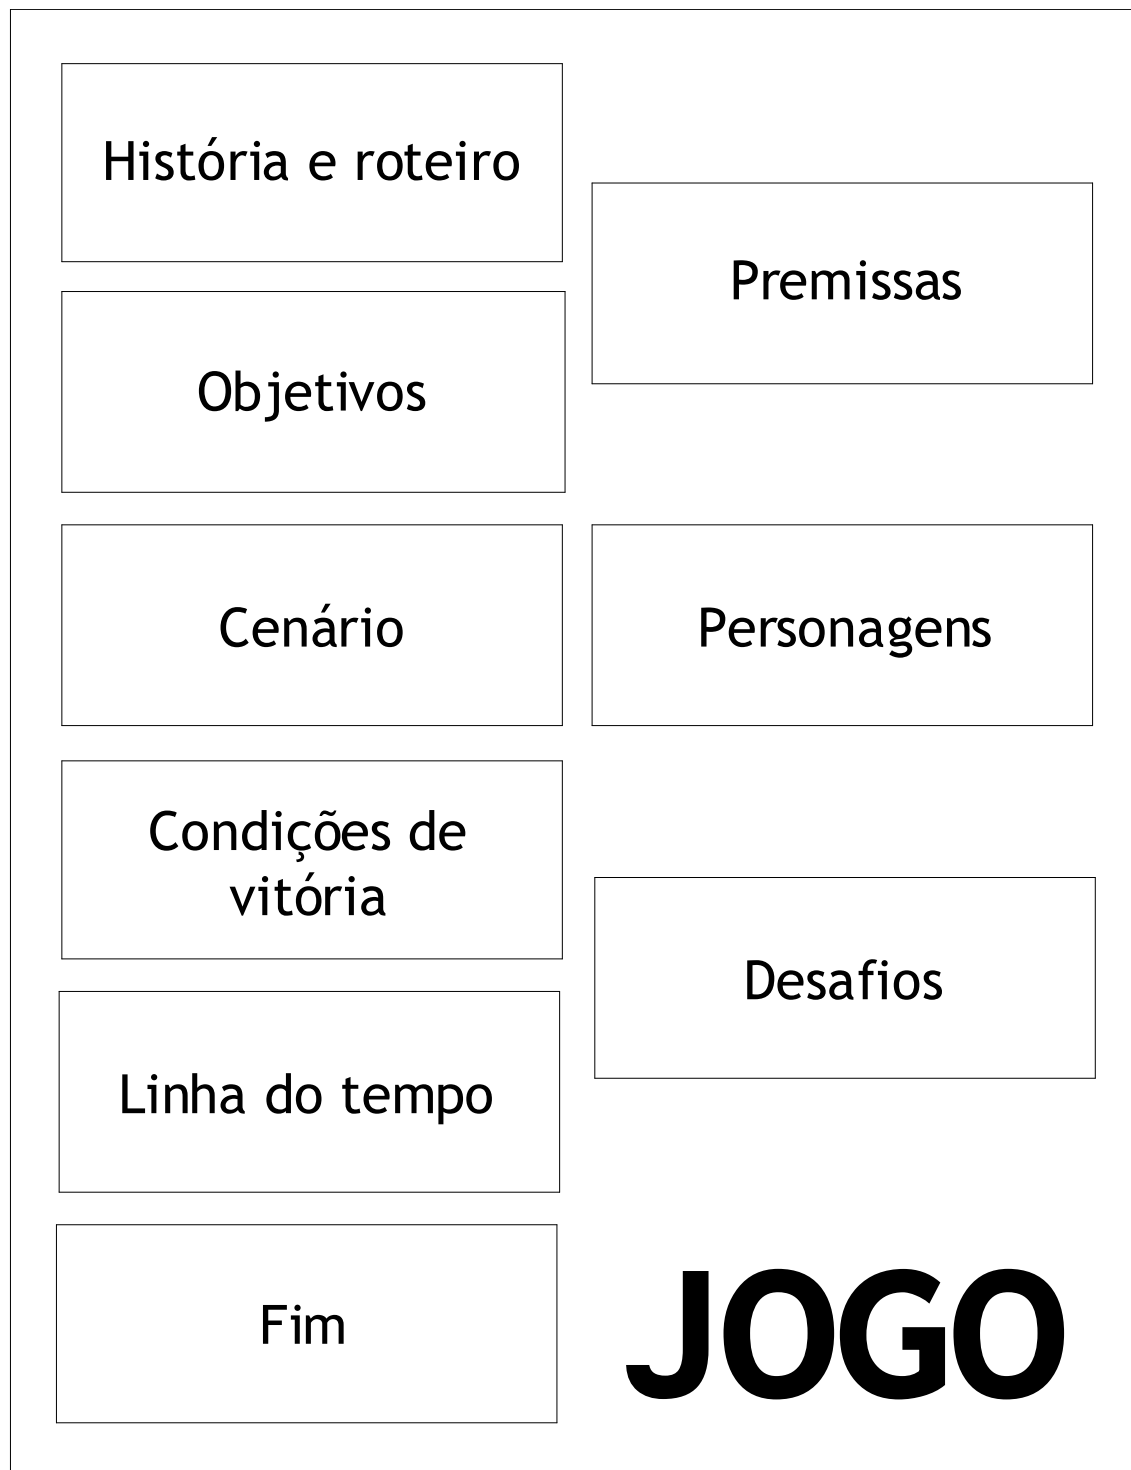 História e roteiro
Premissas
Objetivos
Cenário
Personagens
Condições de
vitória
Desafios
Linha do tempo
Fim
JOGO